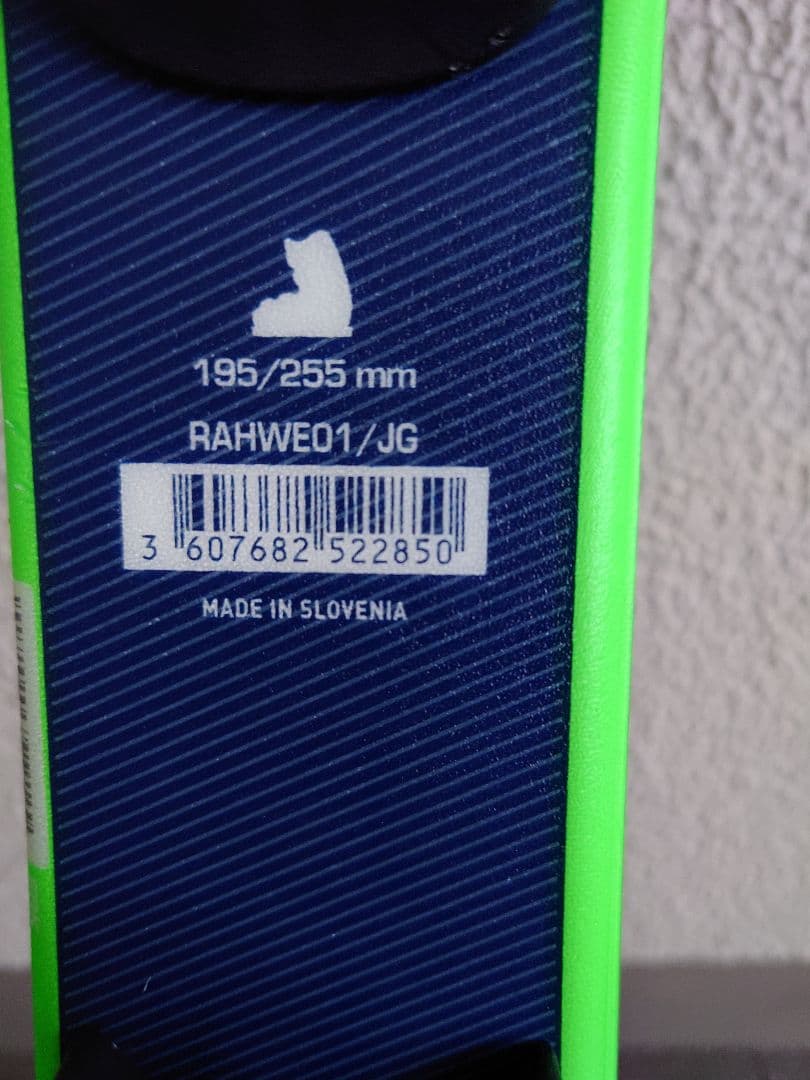 195/255 mm
RAHWE01/JG
3 607682 522850
MADE IN SLOVENIA